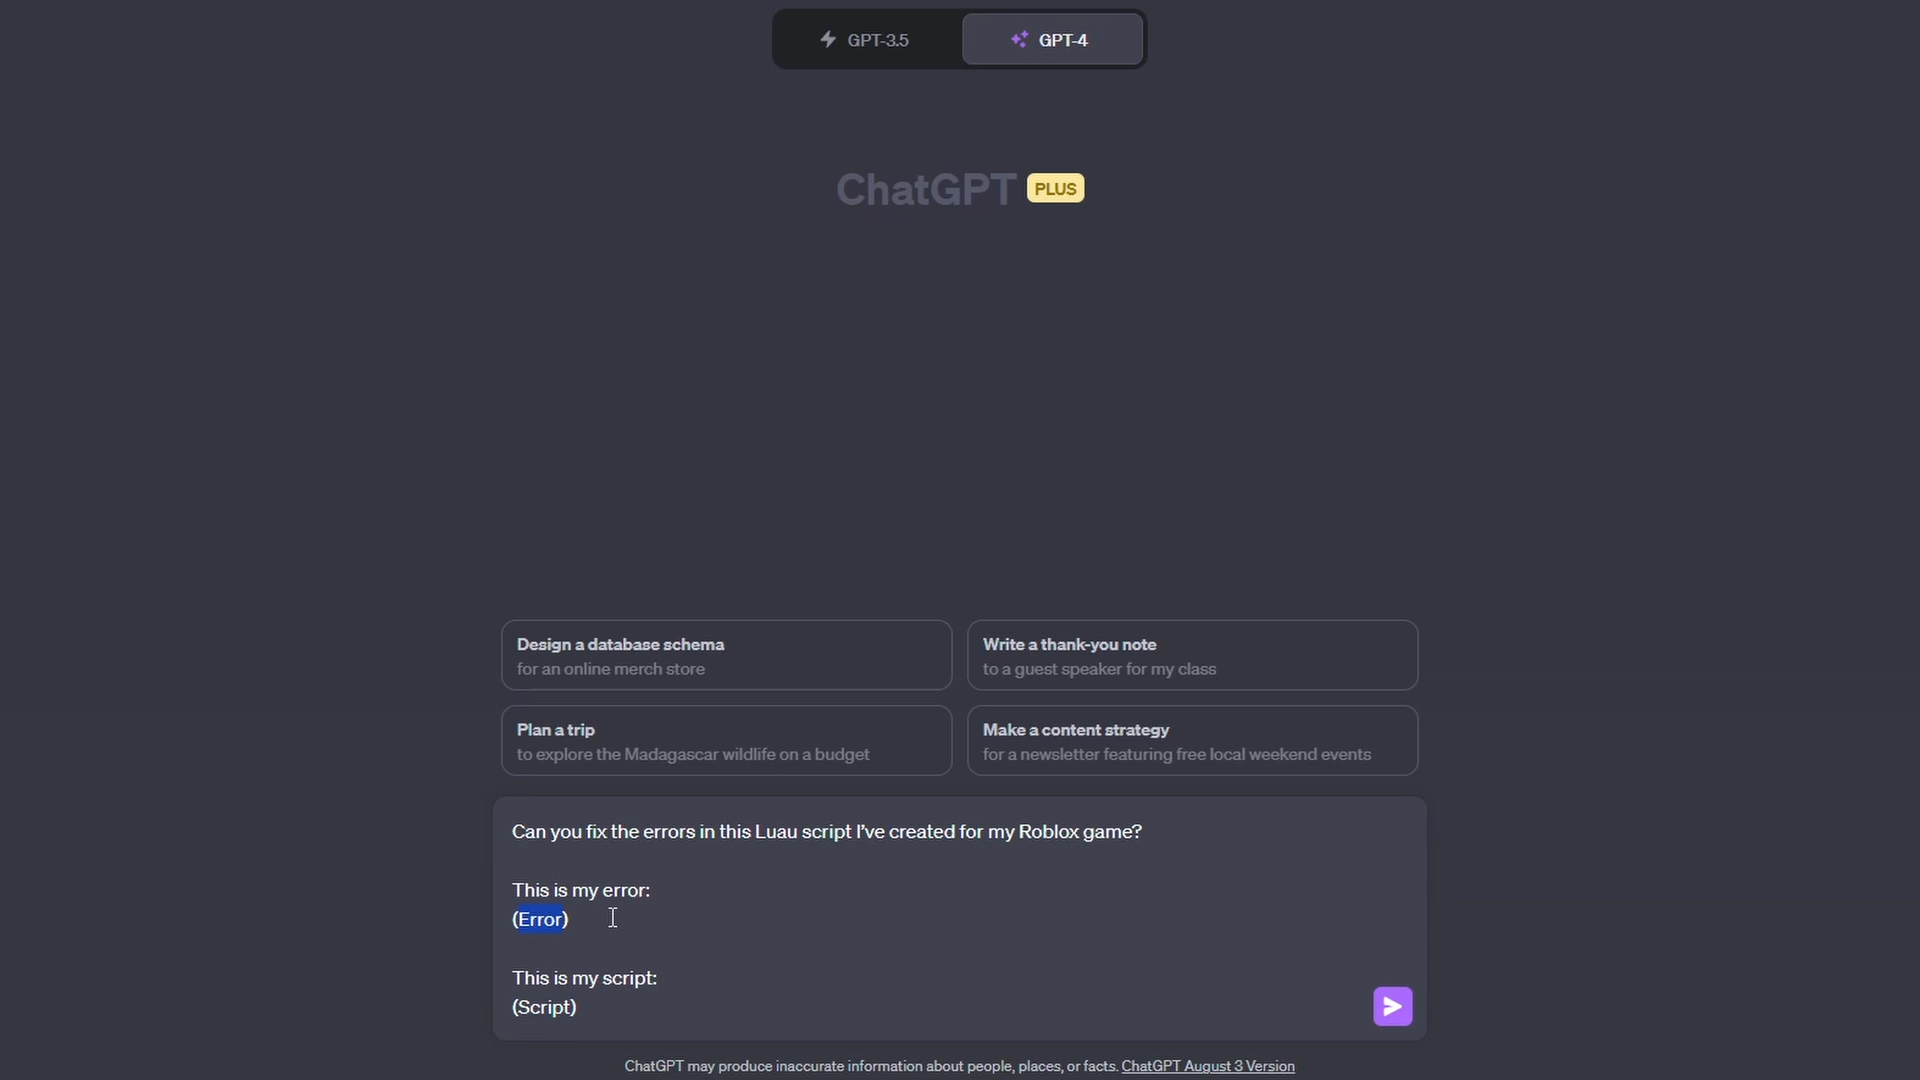 GPT-3.5
GPT-4
ChatGPT PLUS
Design a database schema
for an online merch store
Write a thank-you note
to a guest speaker for my class
Plan a trip
to explore the Madagascar wildlife on a budget
Make a content strategy
for a newsletter featuring free local weekend events
Can you fix the errors in this Luau script I've created for my Roblox game?
This is my error:
(Error)
This is my script:
(Script)
ChatGPT may produce inaccurate information about people, places, or facts. ChatGPT August 3 Version